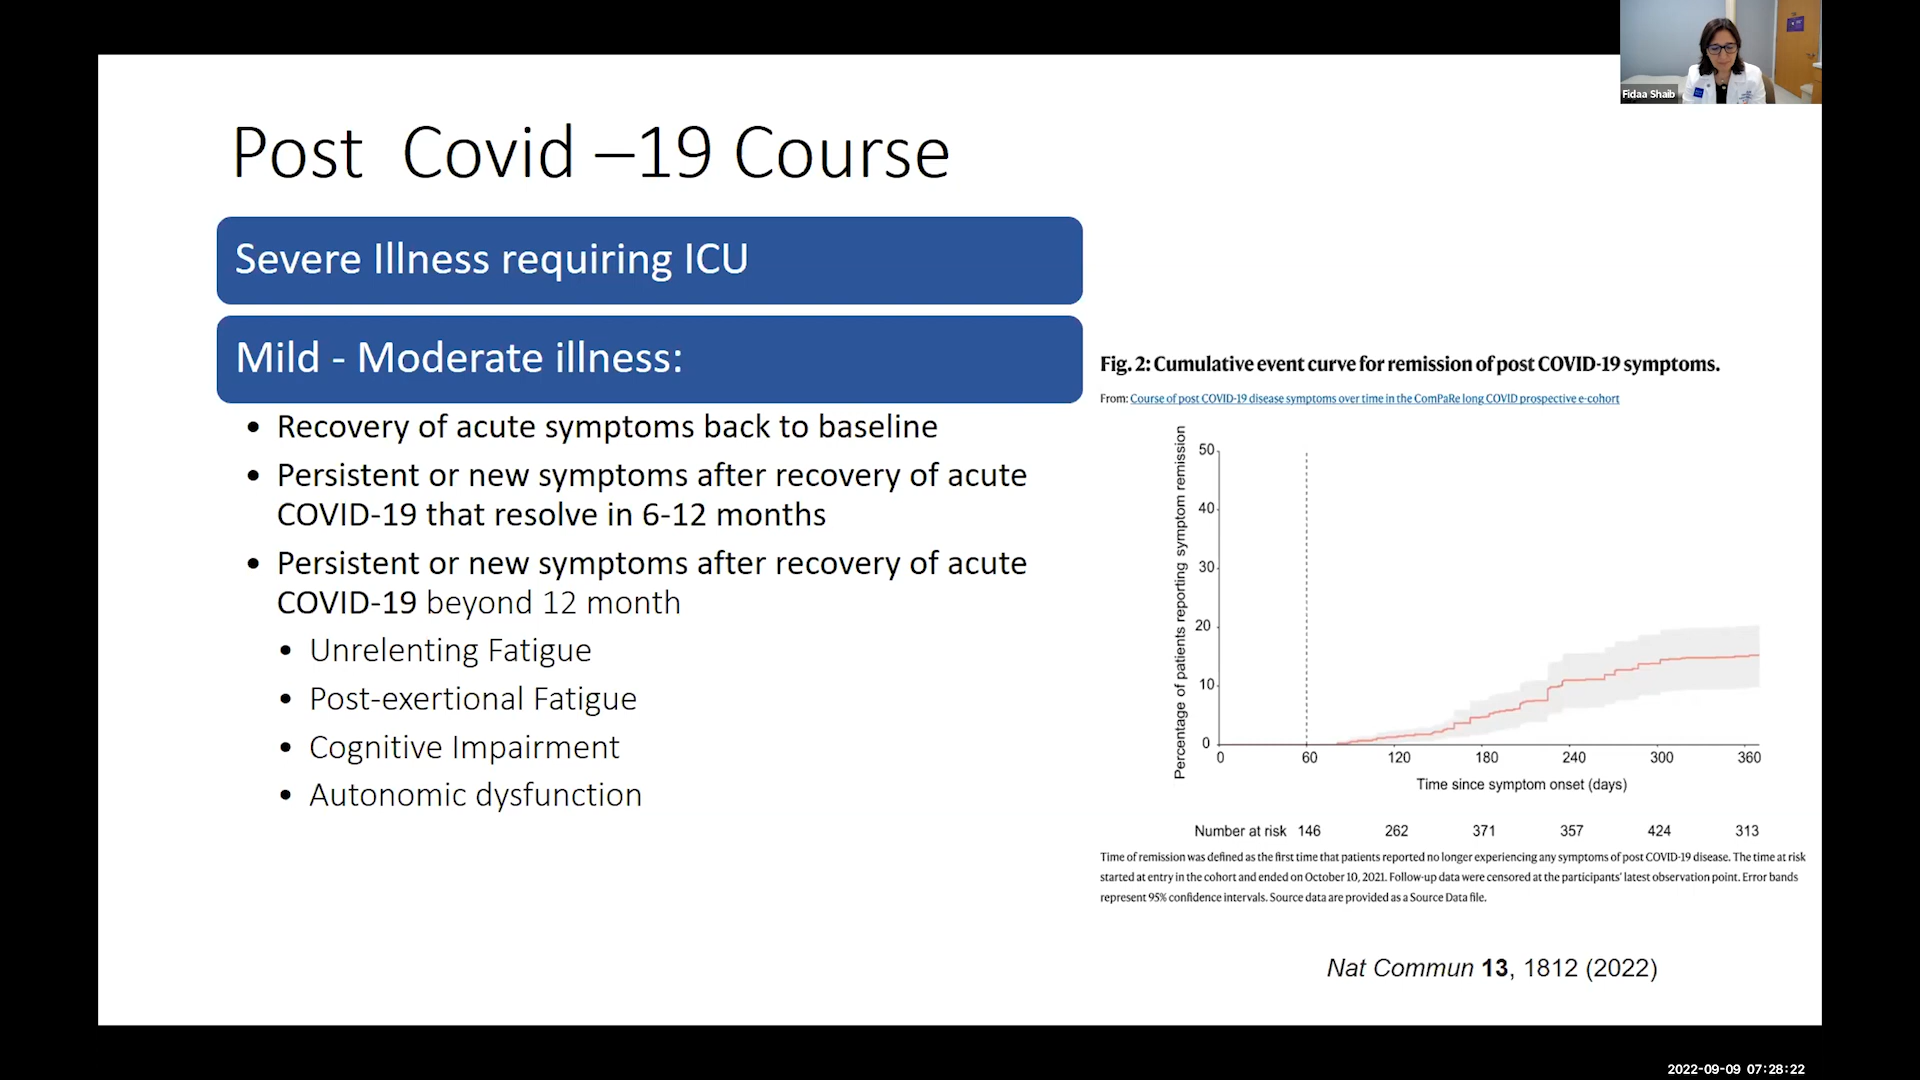 Fidaa Shaib
Post Covid –19 Course
Severe Illness requiring ICU
Mild - Moderate illness:
• Recovery of acute symptoms back to baseline
• Persistent or new symptoms after recovery of acute
COVID-19 that resolve in 6-12 months
• Persistent or new symptoms after recovery of acute
COVID-19 beyond 12 month
• Unrelenting Fatigue
• Post-exertional Fatigue
• Cognitive Impairment
• Autonomic dysfunction
Fig. 2: Cumulative event curve for remission of post COVID-19 symptoms.
From: Course of post COVID-19 disease symptoms over time in the ComPaRe long COVID prospective e-cohort
Percentage of patients reporting symptom remission
50
40
30
20
10
0
0 60 120 180 240 300 360
Time since symptom onset (days)
Number at risk 146 262 371 357 424 313
Time of remission was defined as the first time that patients reported no longer experiencing any symptoms of post COVID-19 disease. The time at risk
started at entry in the cohort and ended on October 10, 2021. Follow-up data were censored at the participants' latest observation point. Error bands
represent 95% confidence intervals. Source data are provided as a Source Data file.
Nat Commun 13, 1812 (2022)
2022-09-09 07:28:22